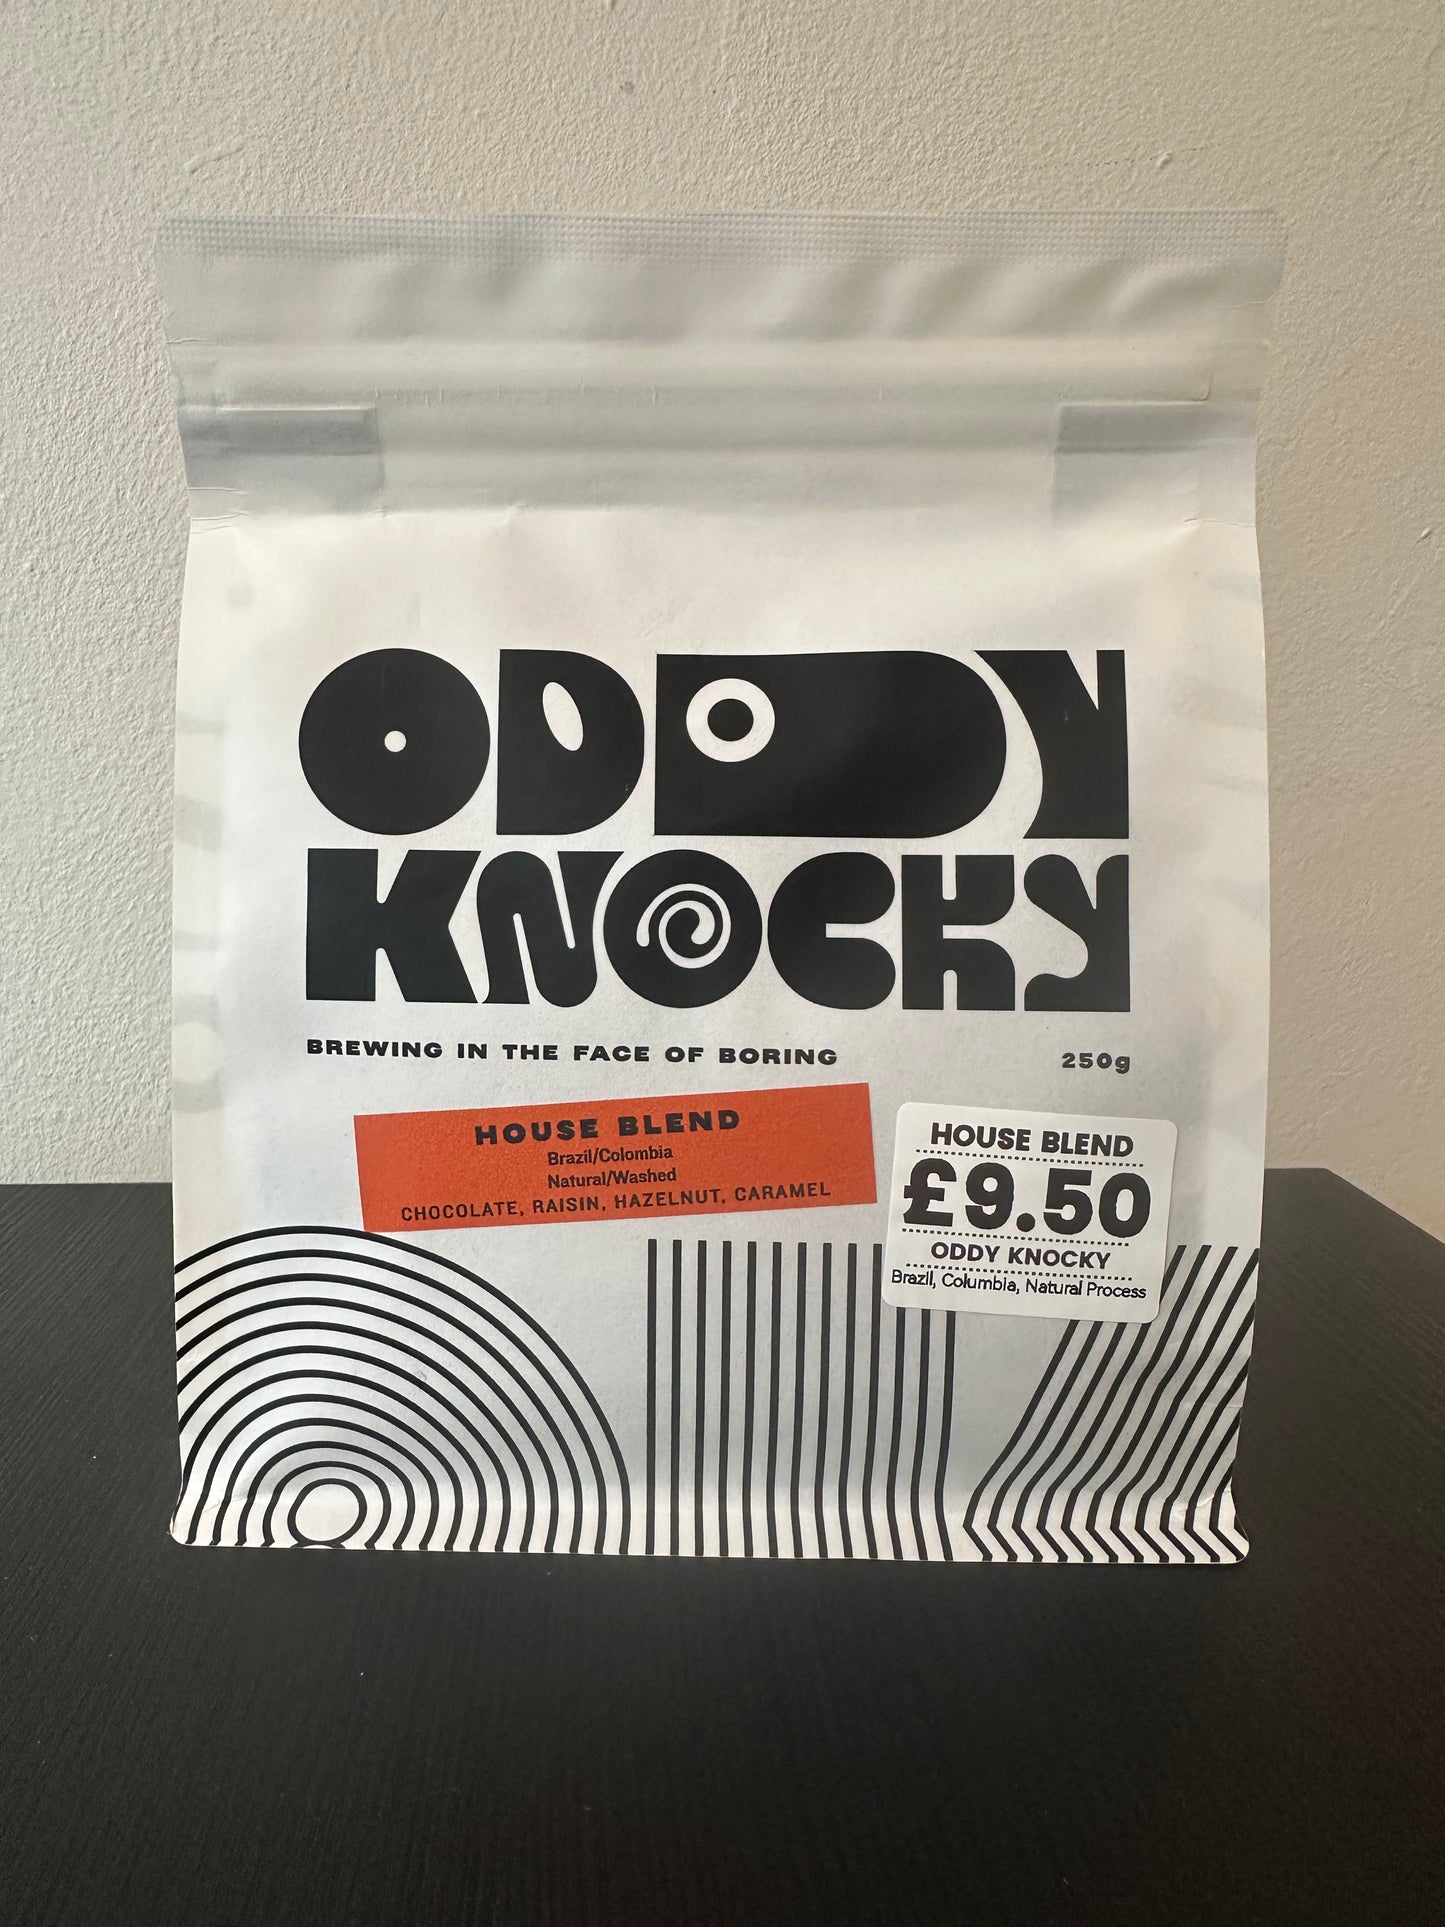 ODDY
KNOCKY
BREWING IN THE FACE OF BORING
250g
HOUSE BLEND
Brazil/Colombia
Natural/Washed
CHOCOLATE, RAISIN, HAZELNUT, CARAMEL
HOUSE BLEND
£9.50
ODDY KNOCKY
Brazil, Columbia, Natural Process